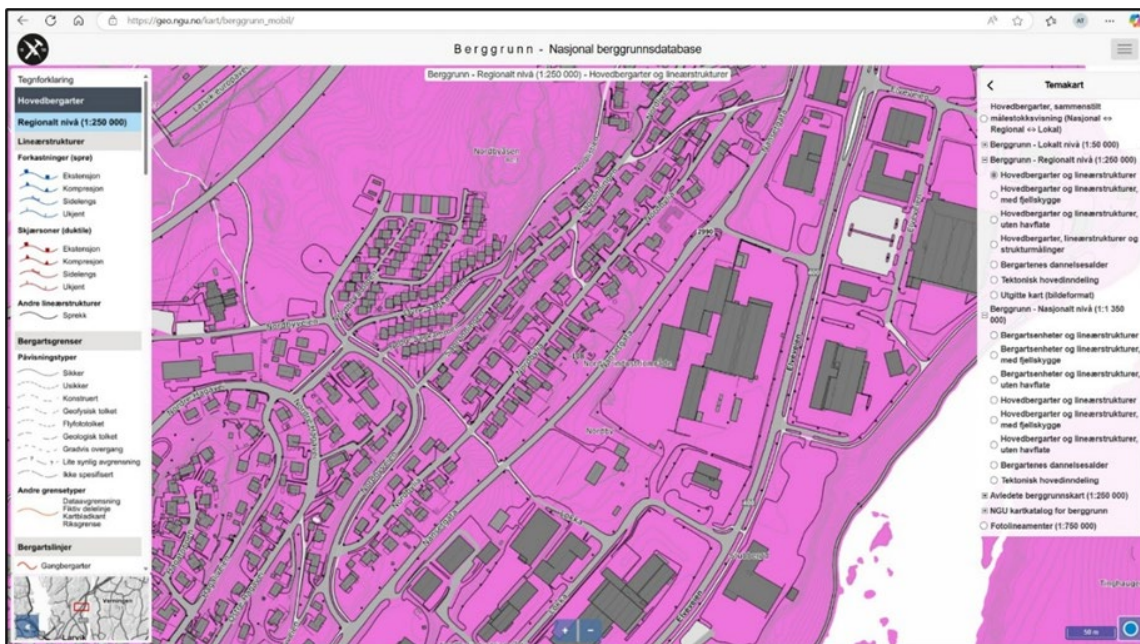 https://geo.ngu.no/kart/berggrunn_mobil/
AT
Berggrunn - Nasjonal berggrunnsdatabase
Berggrunn - Regionalt nivå (1:250 000) - Hovedbergarter og lineærstrukturer
Tegnforklaring
Hovedbergarter
Regionalt nivå (1:250 000)
Lineærstrukturer
Forkastninger (sprø)
Ekstensjon
Kompresjon
Sidelengs
Ukjent
Skjærsoner (duktile)
Ekstensjon
Kompresjon
Sidelengs
Ukjent
Andre lineærstrukturer
Sprekk
Bergartsgrenser
Påvisningstyper
Sikker
Usikker
Konstruert
Geofysisk tolket
Flyfototolket
Geologisk tolket
Gradvis overgang
Lite synlig avgrensning
Ikke spesifisert
Andre grensetyper
Dataavgrensning
Fiktiv delelinje
Kartbladkant
Riksgrense
Bergartslinjer
Gangbergarter
Larvik
Nordbyåsen
2990
Nordby
Tinghaugen
50 m
Temakart
Hovedbergarter, sammenstilt
målestokksvisning (Nasjonal <=>
Regional <=> Lokal)
Berggrunn - Lokalt nivå (1:50 000)
Berggrunn - Regionalt nivå (1:250 000)
Hovedbergarter og lineærstrukturer
Hovedbergarter og lineærstrukturer,
med fjellskygge
Hovedbergarter og lineærstrukturer,
uten havflate
Hovedbergarter, lineærstrukturer og
strukturmålinger
Bergartenes dannelsesalder
Tektonisk hovedinndeling
Utgitte kart (bildeformat)
Berggrunn - Nasjonalt nivå (1:1 350
000)
Bergartsenheter og lineærstrukturer
Bergartsenheter og lineærstrukturer,
med fjellskygge
Bergartsenheter og lineærstrukturer,
uten havflate
Hovedbergarter og lineærstrukturer
Hovedbergarter og lineærstrukturer,
med fjellskygge
Hovedbergarter og lineærstrukturer,
uten havflate
Bergartenes dannelsesalder
Tektonisk hovedinndeling
Avledete berggrunnskart (1:250 000)
NGU kartkatalog for berggrunn
Fotolineamenter (1:750 000)